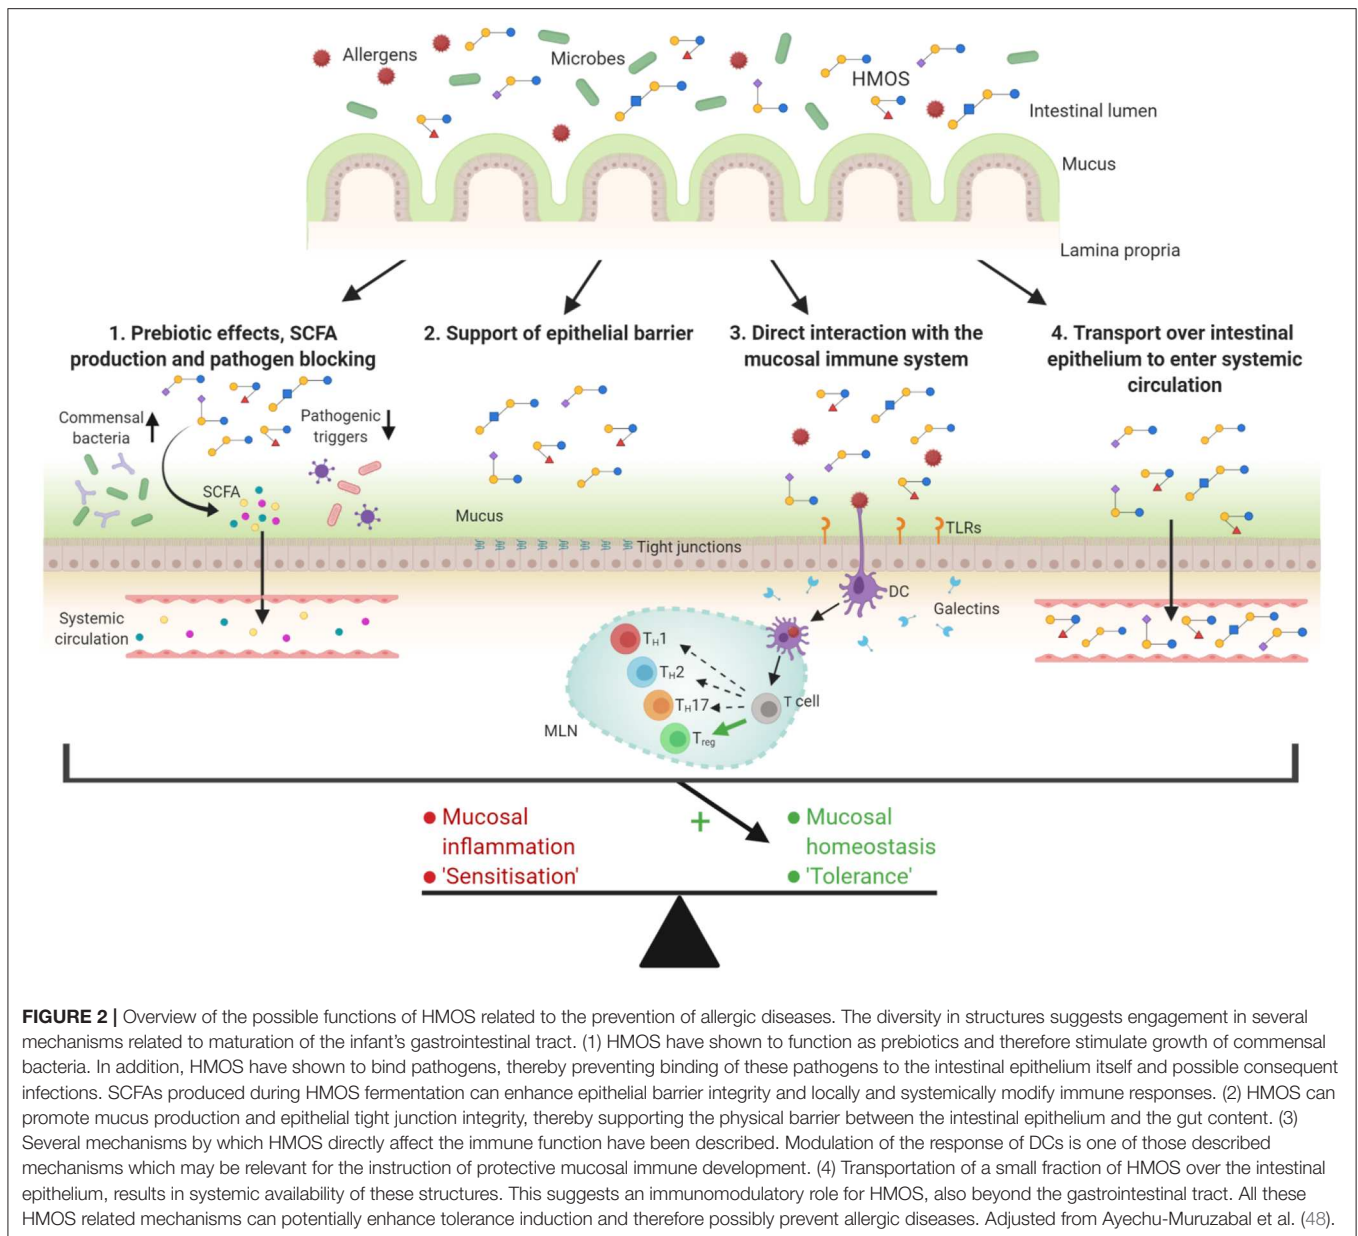 Allergens
Microbes
HMOS
Intestinal lumen
Mucus
Lamina propria
1. Prebiotic effects, SCFA
production and pathogen blocking
2. Support of epithelial barrier
3. Direct interaction with the
mucosal immune system
4. Transport over intestinal
epithelium to enter systemic
circulation
Commensal
bacteria
Pathogenic
triggers
SCFA
Mucus
Tight junctions
TLRs
DC
Galectins
Systemic
circulation
TH1
TH2
TH17
Treg
T cell
MLN
+
● Mucosal
inflammation
● 'Sensitisation'
● Mucosal
homeostasis
● 'Tolerance'
FIGURE 2 | Overview of the possible functions of HMOS related to the prevention of allergic diseases. The diversity in structures suggests engagement in several
mechanisms related to maturation of the infant's gastrointestinal tract. (1) HMOS have shown to function as prebiotics and therefore stimulate growth of commensal
bacteria. In addition, HMOS have shown to bind pathogens, thereby preventing binding of these pathogens to the intestinal epithelium itself and possible consequent
infections. SCFAs produced during HMOS fermentation can enhance epithelial barrier integrity and locally and systemically modify immune responses. (2) HMOS can
promote mucus production and epithelial tight junction integrity, thereby supporting the physical barrier between the intestinal epithelium and the gut content. (3)
Several mechanisms by which HMOS directly affect the immune function have been described. Modulation of the response of DCs is one of those described
mechanisms which may be relevant for the instruction of protective mucosal immune development. (4) Transportation of a small fraction of HMOS over the intestinal
epithelium, results in systemic availability of these structures. This suggests an immunomodulatory role for HMOS, also beyond the gastrointestinal tract. All these
HMOS related mechanisms can potentially enhance tolerance induction and therefore possibly prevent allergic diseases. Adjusted from Ayechu-Muruzabal et al. (48).